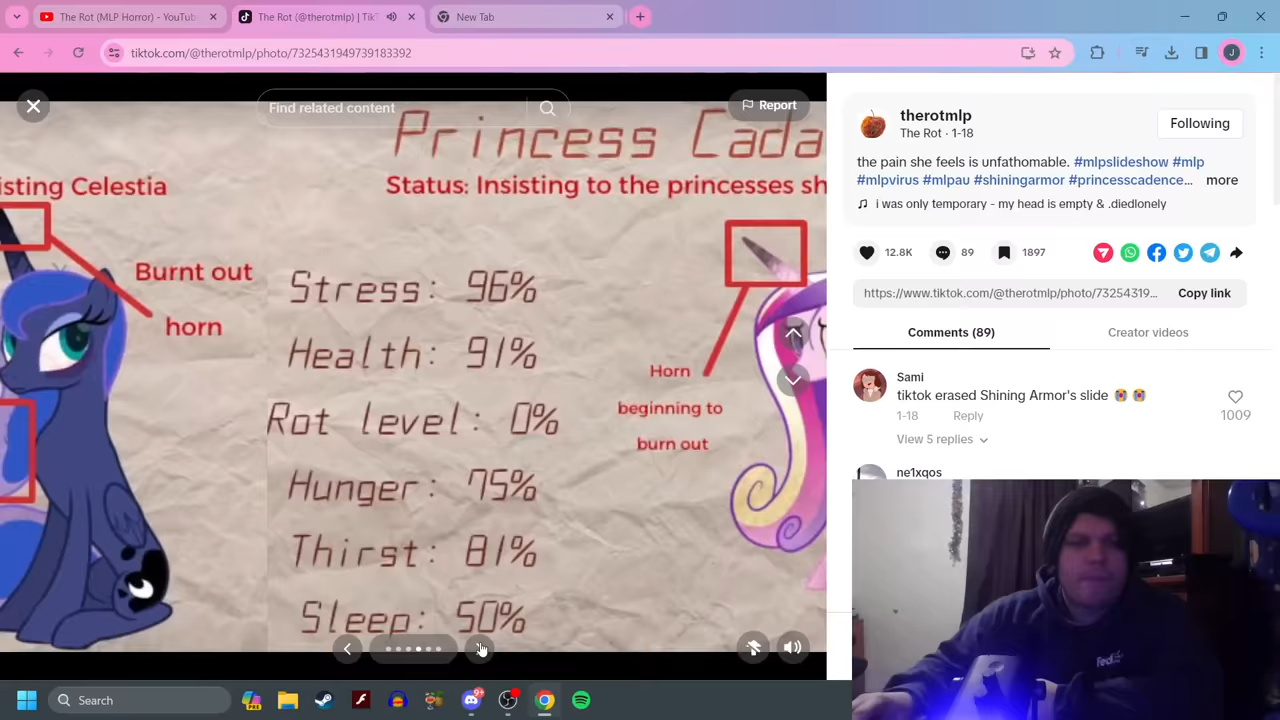 The Rot (MLP Horror) - YouTub
The Rot (@therotmlp) | Tik
New Tab
tiktok.com/@therotmlp/photo/7325431949739183392
J
Find related content
Report
Princess Cada
isting Celestia
Status: Insisting to the princesses sh
Burnt out
horn
Stress: 96%
Health: 91%
Rot level: 0%
Hunger: 75%
Thirst: 81%
Sleep: 50%
Horn
beginning to
burn out
therotmlp
The Rot · 1-18
Following
the pain she feels is unfathomable. #mlpslideshow #mlp
#mlpvirus #mlpau #shiningarmor #princesscadence... more
i was only temporary - my head is empty & .diedlonely
12.8K
89
1897
https://www.tiktok.com/@therotmlp/photo/73254319...
Copy link
Comments (89)
Creator videos
Sami
tiktok erased Shining Armor's slide 😭 😭
1-18
Reply
1009
View 5 replies
ne1xqos
FedEx
Search
PRE
9+